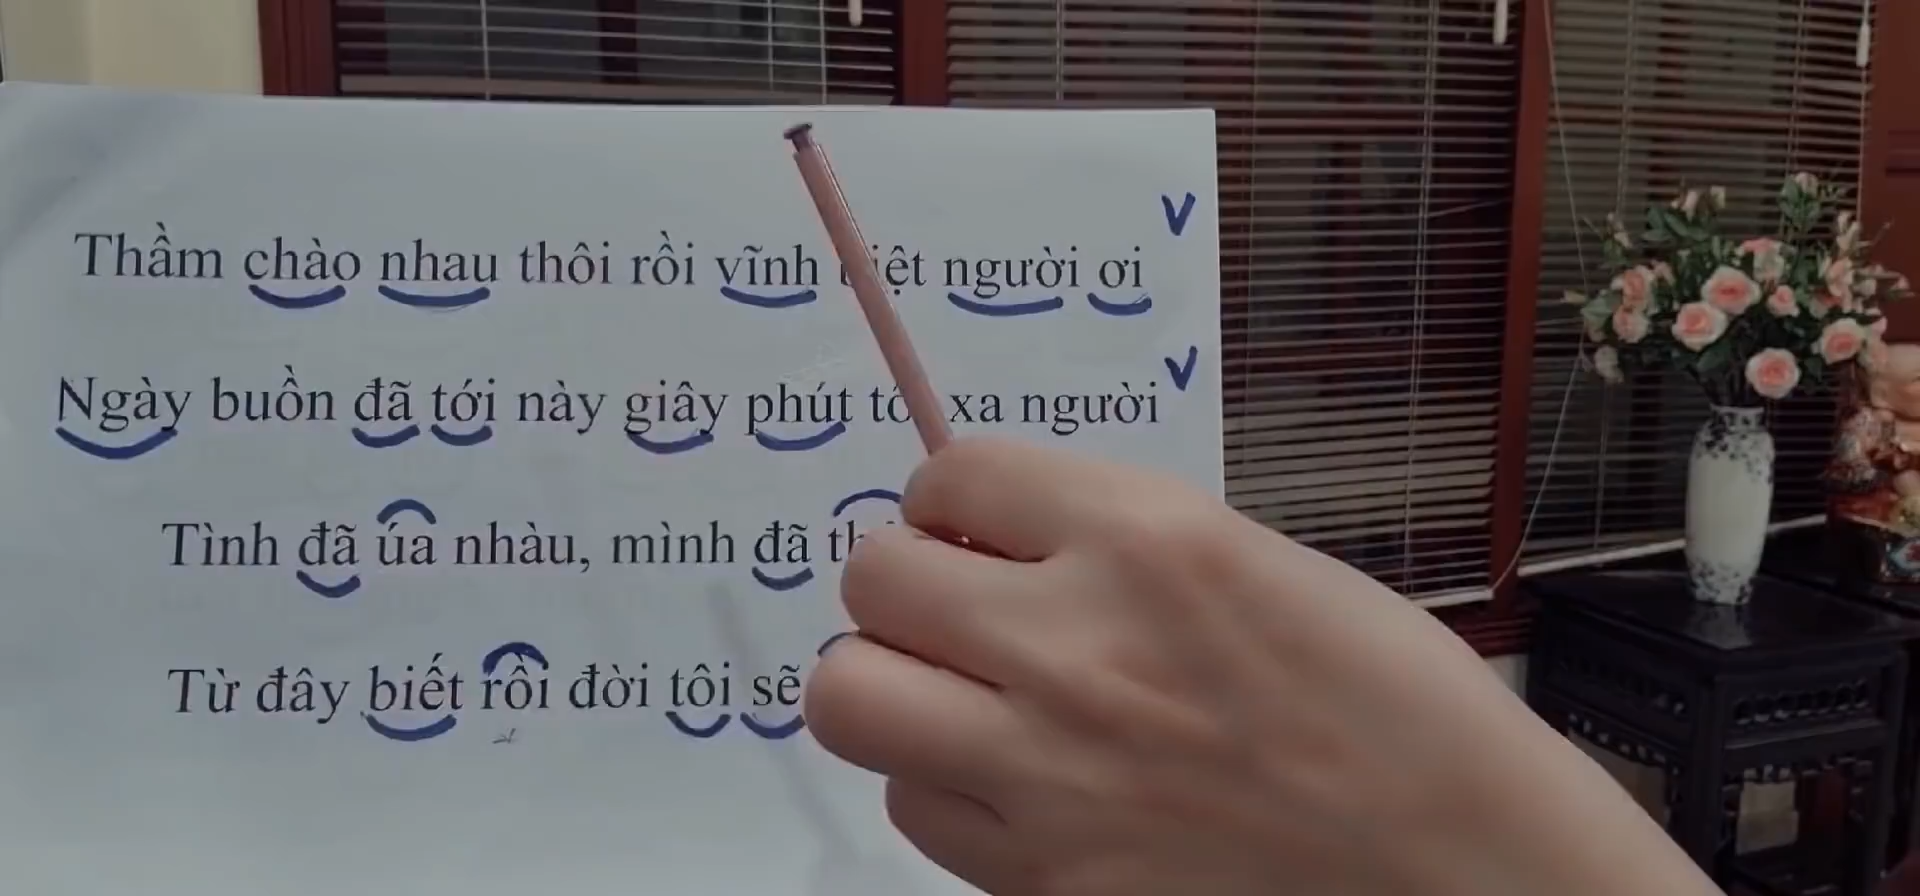 Thầm chào nhau thôi rồi vĩnh người ơi V
Ngày buồn đã tới này giây phút xa người V
Tình đã úa nhàu, mình đã
Từ đây biết rồi đời tôi sẽ